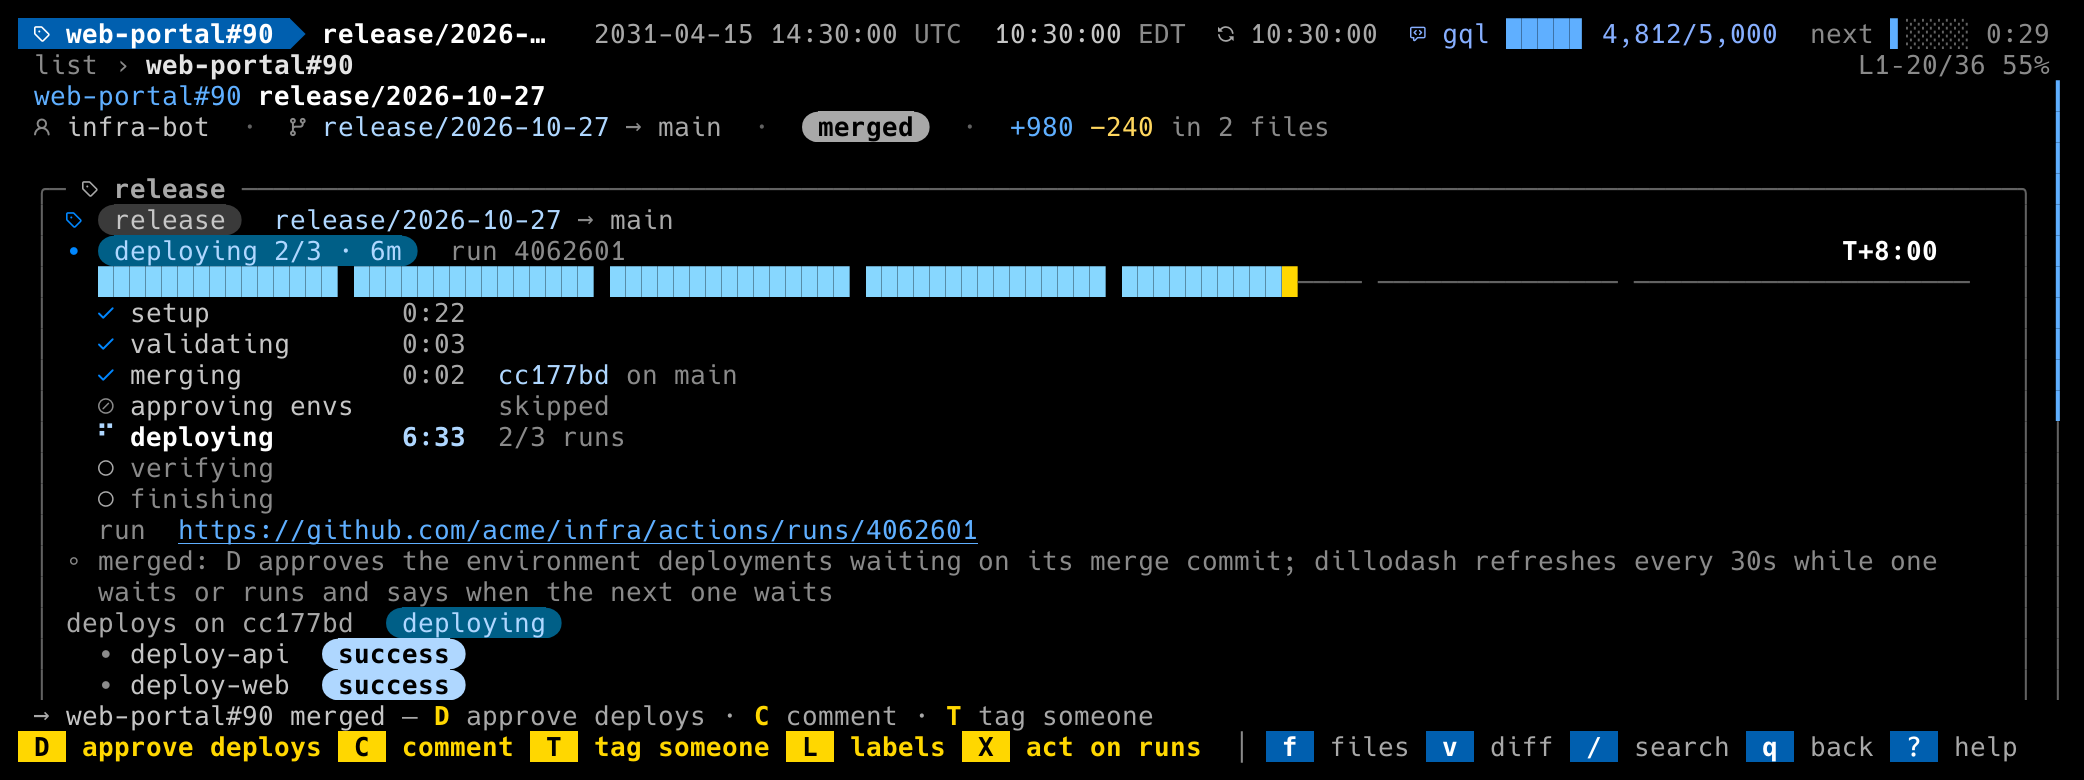 web-portal#90 release/2026-… 2031-04-15 14:30:00 UTC 10:30:00 EDT 10:30:00 gql 4,812/5,000 next 0:29
list › web-portal#90 L1-20/36 55%
web-portal#90 release/2026-10-27
infra-bot · release/2026-10-27 → main · merged · +980 -240 in 2 files
release
release release/2026-10-27 → main
• deploying 2/3 · 6m run 4062601 T+8:00
✓ setup 0:22
✓ validating 0:03
✓ merging 0:02 cc177bd on main
⊘ approving envs skipped
deploying 6:33 2/3 runs
○ verifying
○ finishing
run https://github.com/acme/infra/actions/runs/4062601
◦ merged: D approves the environment deployments waiting on its merge commit; dillodash refreshes every 30s while one
waits or runs and says when the next one waits
deploys on cc177bd deploying
• deploy-api success
• deploy-web success
→ web-portal#90 merged — D approve deploys · C comment · T tag someone
D approve deploys C comment T tag someone L labels X act on runs │ f files v diff / search q back ? help